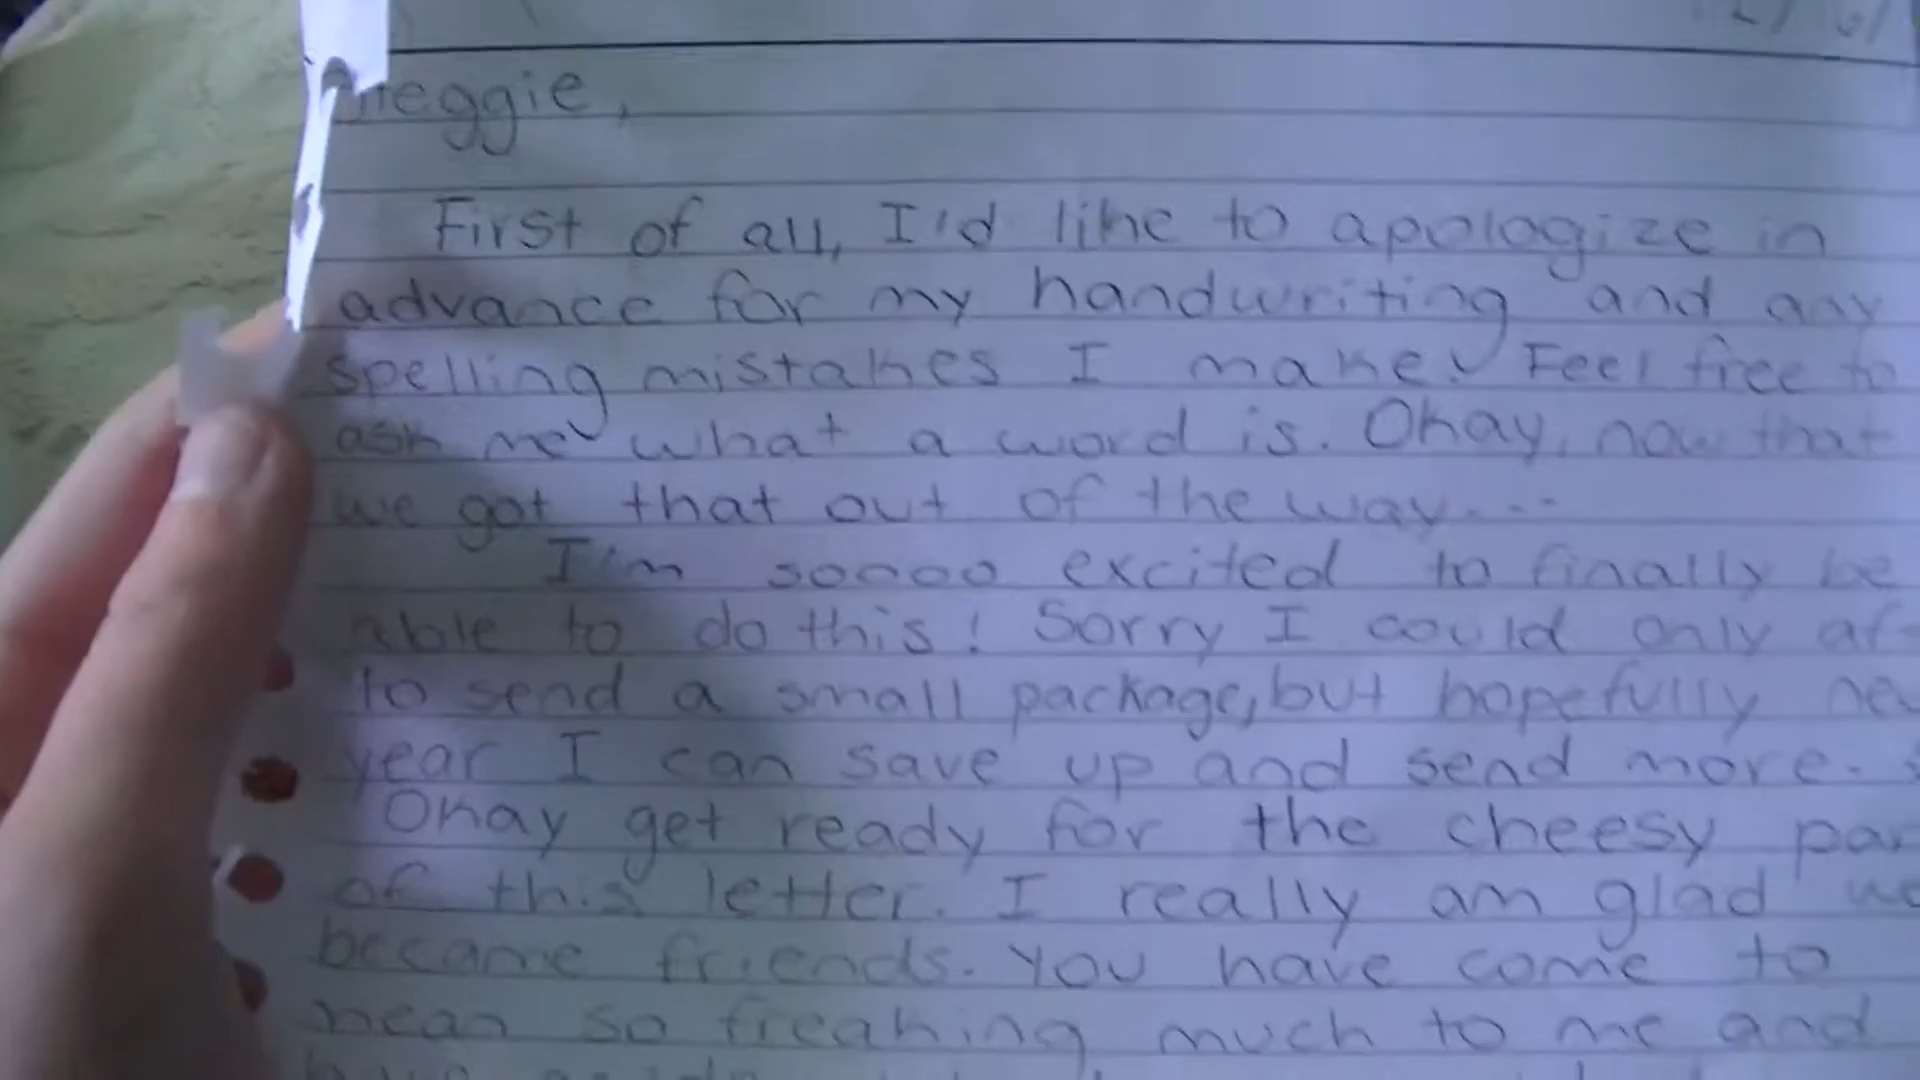 First of all, I'd like to apologize in
advance for my handwriting and any
spelling mistakes I make! Feel free to
ask me what a word is. Okay, now that
we got that out of the way...
I'm soooo excited to finally be
able to do this! Sorry I could only
to send a small package, but hopefully
year I can save up and send more.
Okay get ready for the cheesy
of this letter. I really am glad we
became friends. You have come to
mean so freaking much to me and